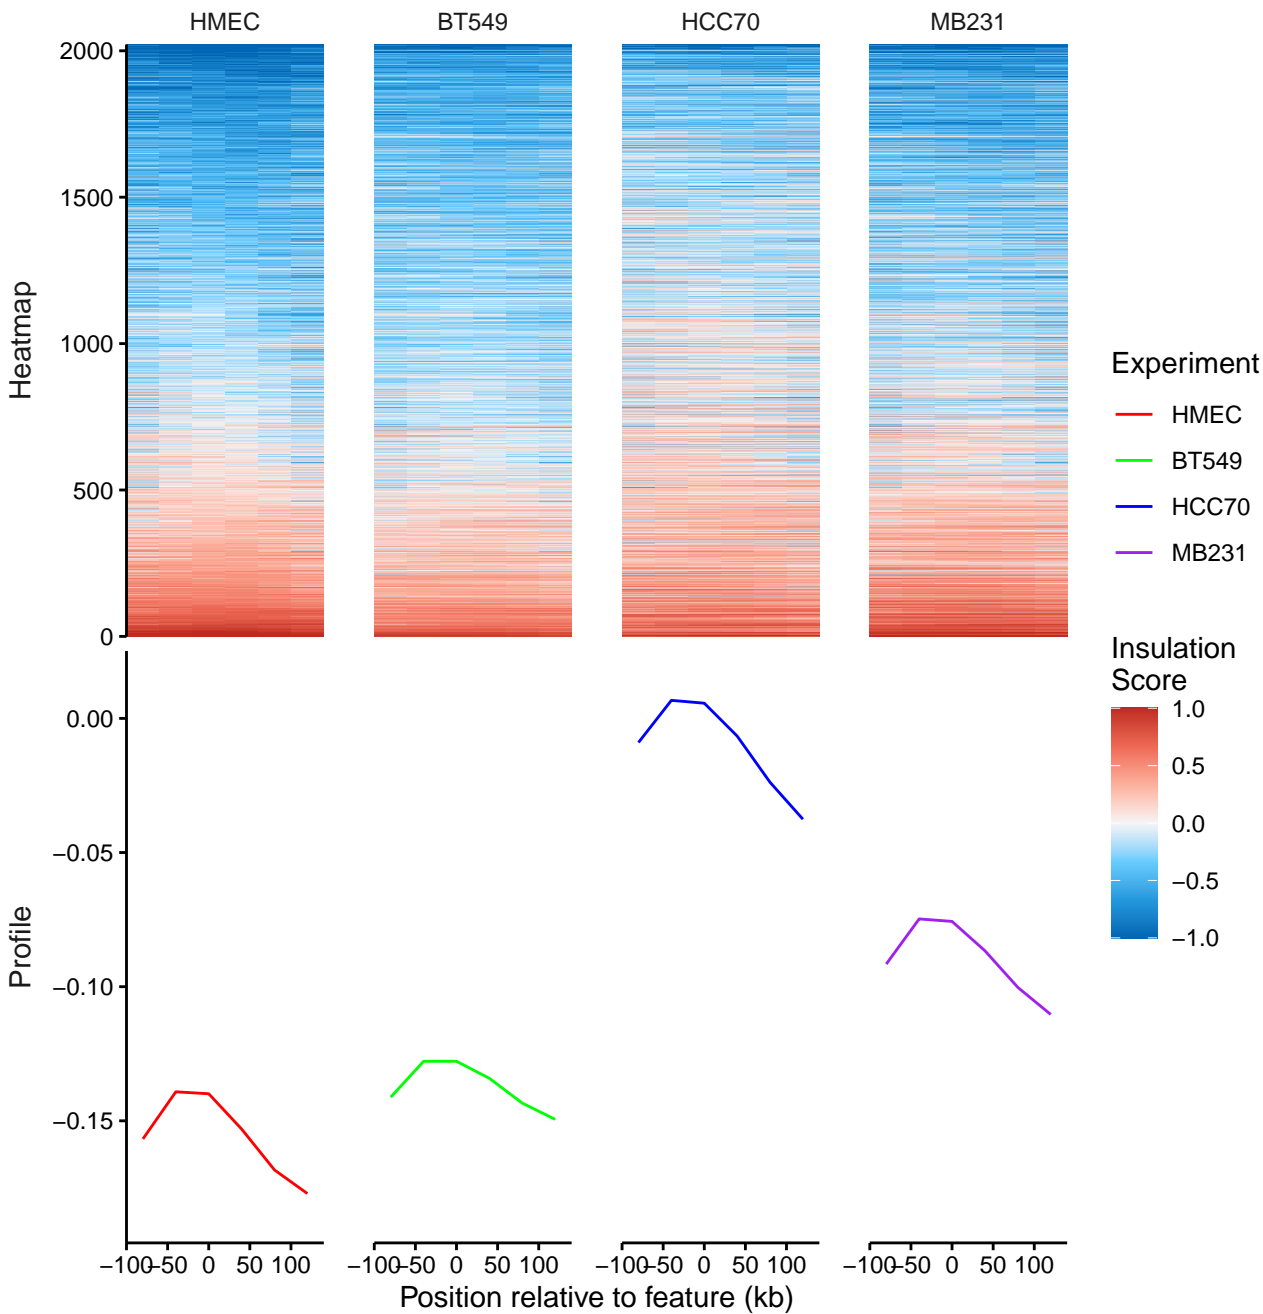 HMEC BT549 HCC70 MB231
2000
1500
1000
500
0
Heatmap
Experiment
HMEC
BT549
HCC70
MB231
Insulation
Score
1.0
0.5
0.0
−0.5
−1.0
0.00
−0.05
−0.10
−0.15
Profile
−100 −50 0 50 100 −100 −50 0 50 100 −100 −50 0 50 100 −100 −50 0 50 100
Position relative to feature (kb)